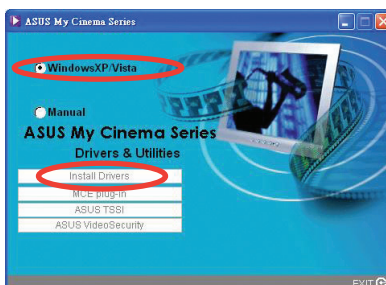 ASUS My Cinema Series
WindowsXP/Vista
Manual
ASUS My Cinema Series
Drivers & Utilities
Install Drivers
MCE plug-in
ASUS TSSI
ASUS VideoSecurity
EXIT